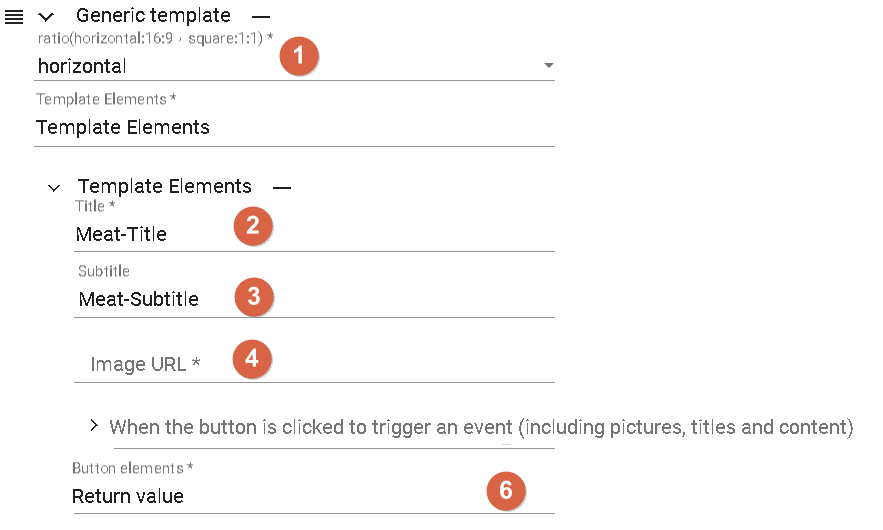 Generic template
ratio(horizontal:16:9，square:1:1) *
horizontal
1
Template Elements *
Template Elements
Template Elements
Title *
Meat-Title
2
Subtitle
Meat-Subtitle
3
Image URL *
4
When the button is clicked to trigger an event (including pictures, titles and content)
Button elements *
Return value
6